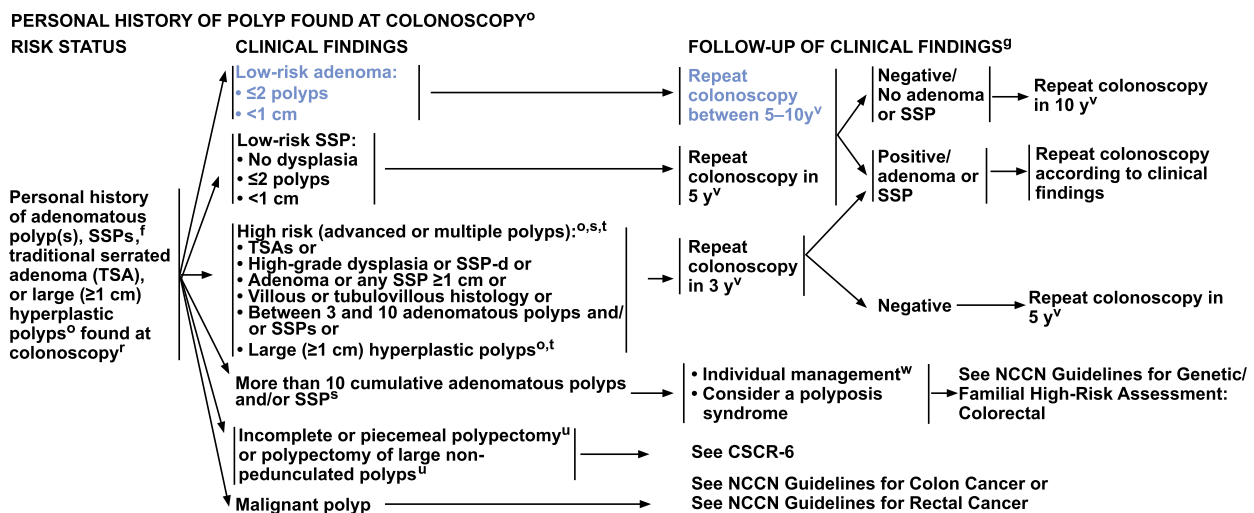 PERSONAL HISTORY OF POLYP FOUND AT COLONOSCOPYᵒ
RISK STATUS
CLINICAL FINDINGS
FOLLOW-UP OF CLINICAL FINDINGSᵍ
Personal history
of adenomatous
polyp(s), SSPs,ᶠ
traditional serrated
adenoma (TSA),
or large (≥1 cm)
hyperplastic
polypsᵒ found at
colonoscopyʳ
Low-risk adenoma:
• ≤2 polyps
• <1 cm
Repeat
colonoscopy
between 5–10yᵛ
Low-risk SSP:
• No dysplasia
• ≤2 polyps
• <1 cm
Repeat
colonoscopy in
5 yᵛ
Negative/
No adenoma
or SSP
Repeat colonoscopy
in 10 yᵛ
Positive/
adenoma or
SSP
Repeat colonoscopy
according to clinical
findings
High risk (advanced or multiple polyps):ᵒ,ˢ,ᵗ
• TSAs or
• High-grade dysplasia or SSP-d or
• Adenoma or any SSP ≥1 cm or
• Villous or tubulovillous histology or
• Between 3 and 10 adenomatous polyps and/
or SSPs or
• Large (≥1 cm) hyperplastic polypsᵒ,ᵗ
Repeat
colonoscopy
in 3 yᵛ
Negative
Repeat colonoscopy in
5 yᵛ
More than 10 cumulative adenomatous polyps
and/or SSPˢ
• Individual managementʷ
• Consider a polyposis
syndrome
See NCCN Guidelines for Genetic/
Familial High-Risk Assessment:
Colorectal
Incomplete or piecemeal polypectomyᵘ
or polypectomy of large non-
pedunculated polypsᵘ
See CSCR-6
Malignant polyp
See NCCN Guidelines for Colon Cancer or
See NCCN Guidelines for Rectal Cancer